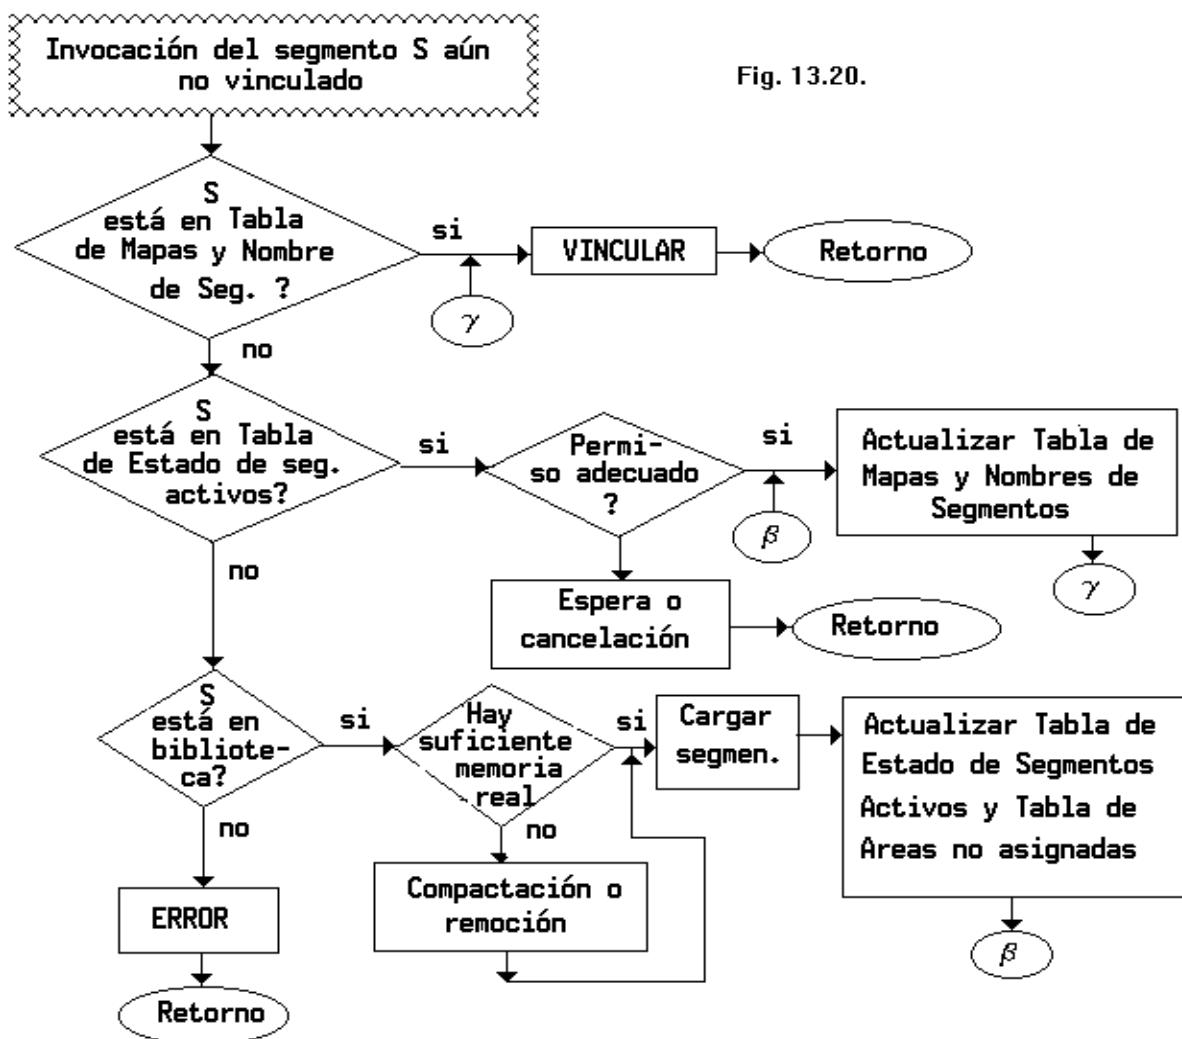 Invocación del segmento S aún
no vinculado
Fig. 13.20.
S
está en Tabla
de Mapas y Nombre
de Seg. ?
si
VINCULAR
Retorno
γ
no
S
está en Tabla
de Estado de seg.
activos?
si
Permi-
so adecuado
?
si
Actualizar Tabla de
Mapas y Nombres de
Segmentos
β
γ
no
Espera o
cancelación
Retorno
S
está en
bibliote-
ca?
si
Hay
suficiente
memoria
real
si
Cargar
segmen.
Actualizar Tabla de
Estado de Segmentos
Activos y Tabla de
Areas no asignadas
no
no
Compactación o
remoción
ERROR
β
Retorno